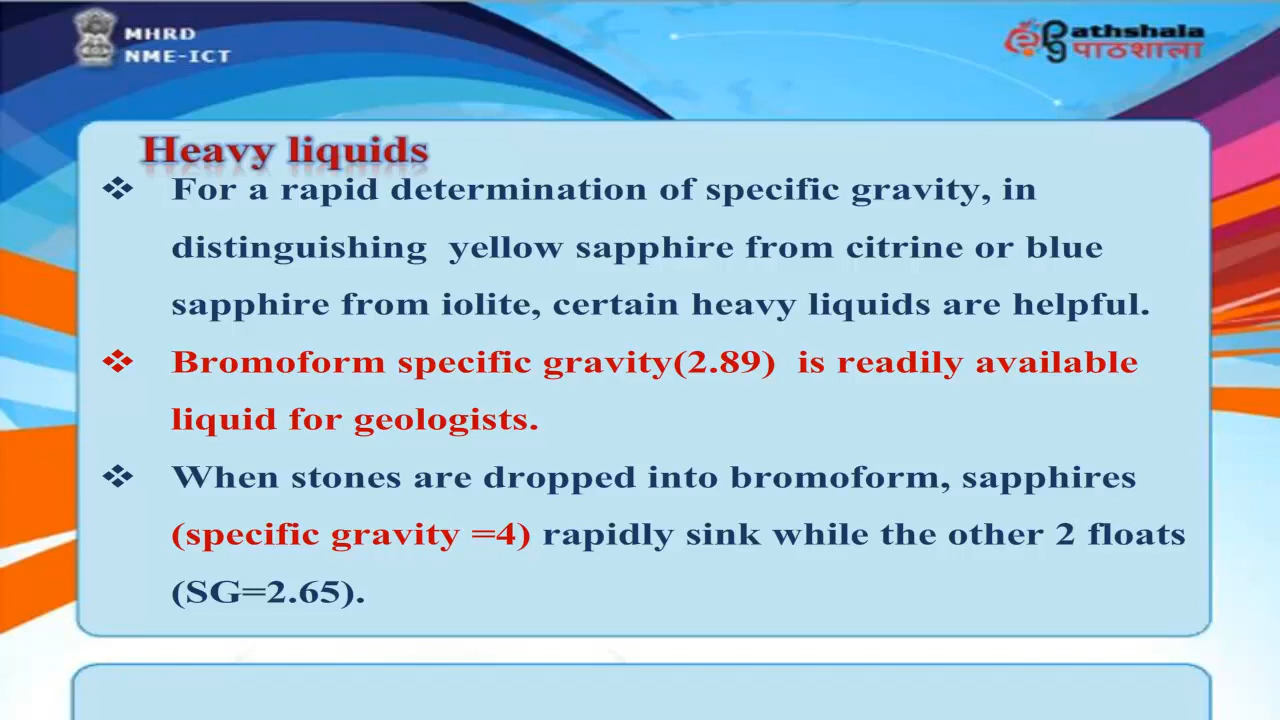 MHRD
NME-ICT
athshala
पाठशाला
Heavy liquids
❖ For a rapid determination of specific gravity, in
distinguishing yellow sapphire from citrine or blue
sapphire from iolite, certain heavy liquids are helpful.
❖ Bromoform specific gravity(2.89) is readily available
liquid for geologists.
❖ When stones are dropped into bromoform, sapphires
(specific gravity =4) rapidly sink while the other 2 floats
(SG=2.65).